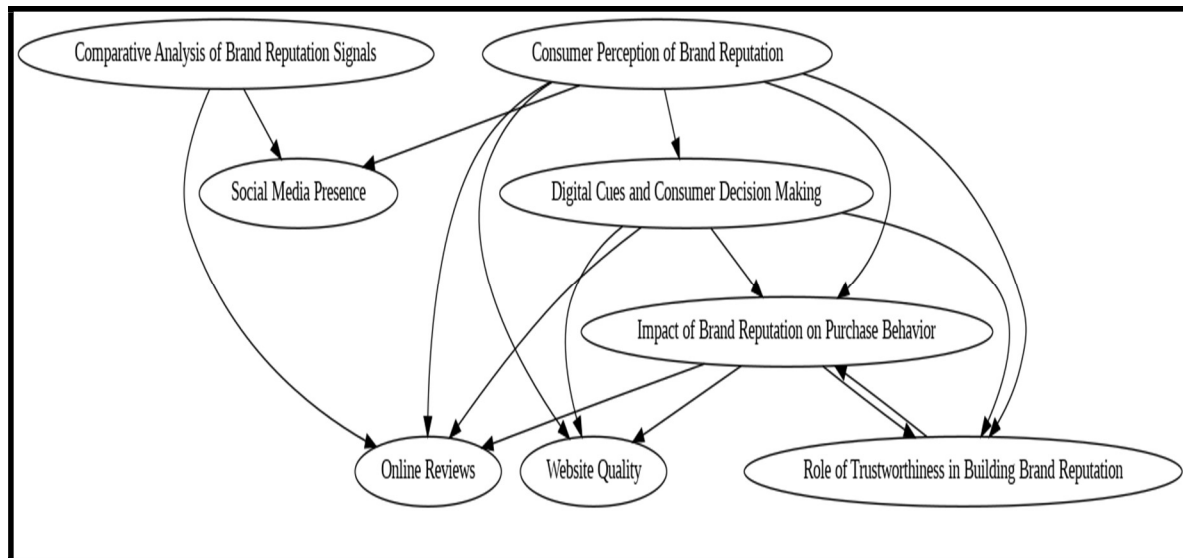 Comparative Analysis of Brand Reputation Signals
Consumer Perception of Brand Reputation
Social Media Presence
Digital Cues and Consumer Decision Making
Impact of Brand Reputation on Purchase Behavior
Online Reviews
Website Quality
Role of Trustworthiness in Building Brand Reputation